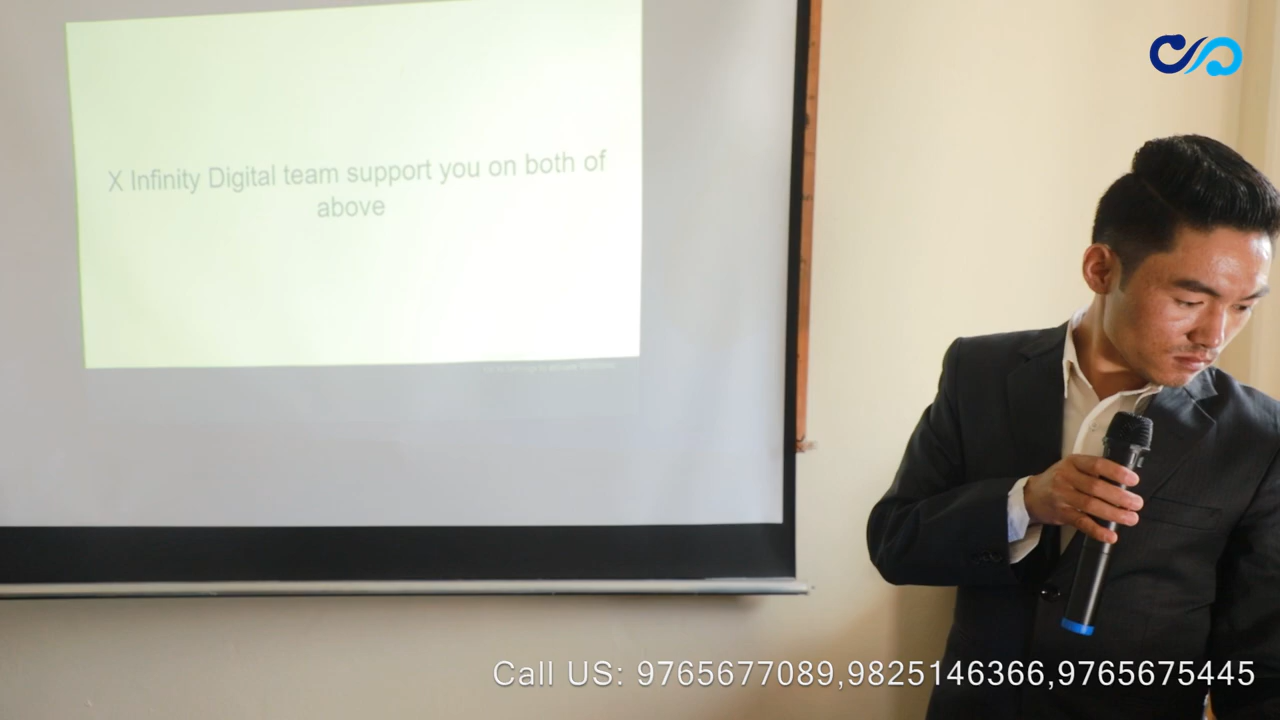 X Infinity Digital team support you on both of
above
Call US: 9765677089,9825146366,9765675445